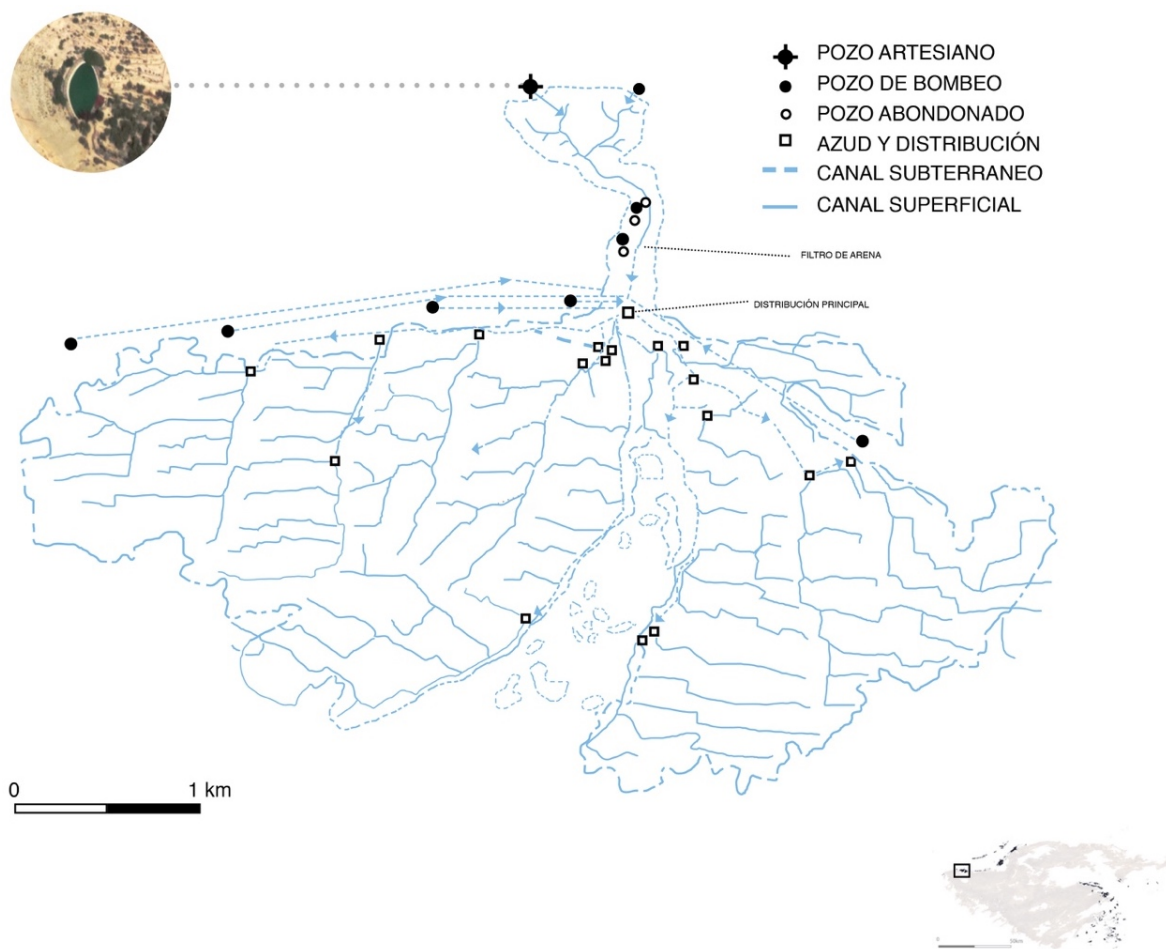 POZO ARTESIANO
POZO DE BOMBEO
POZO ABONDONADO
AZUD Y DISTRIBUCIÓN
CANAL SUBTERRANEO
CANAL SUPERFICIAL
FILTRO DE ARENA
DISTRIBUCIÓN PRINCIPAL
0 1 km